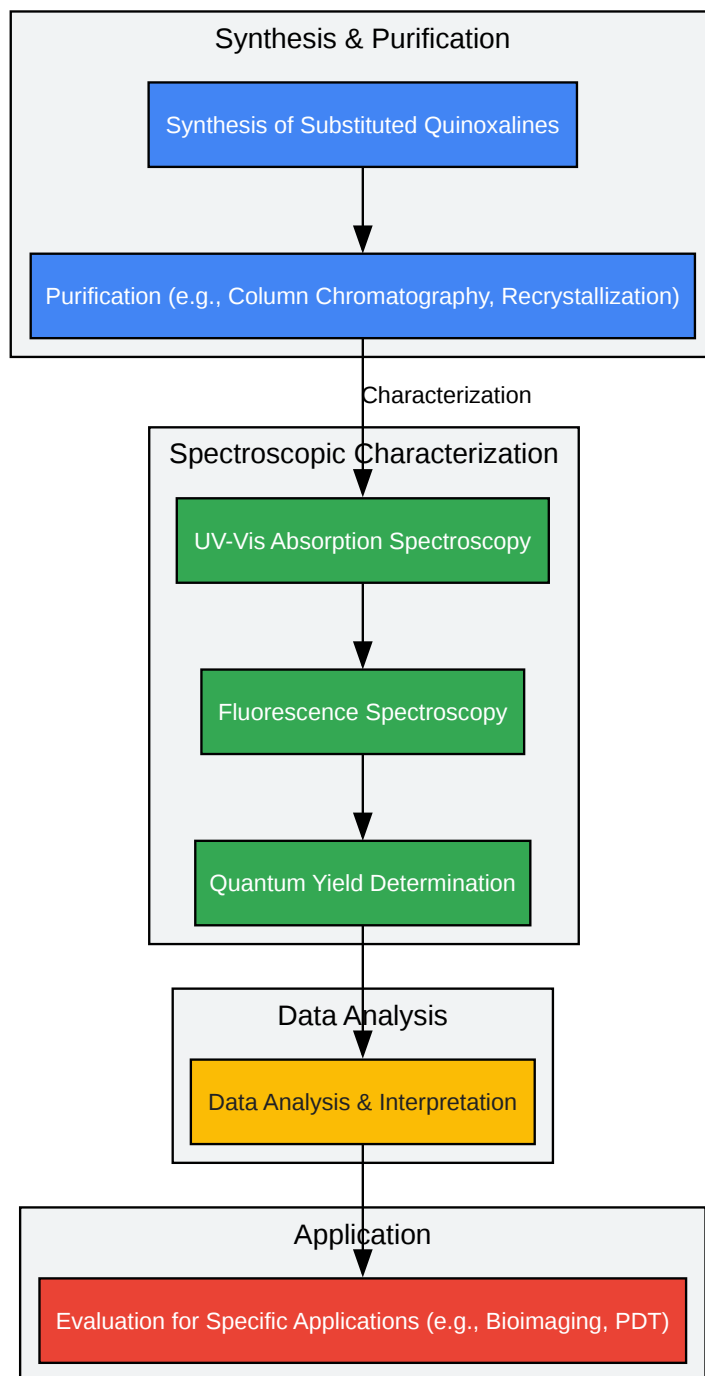 Synthesis & Purification
Synthesis of Substituted Quinoxalines
Purification (e.g., Column Chromatography, Recrystallization)
Characterization
Spectroscopic Characterization
UV-Vis Absorption Spectroscopy
Fluorescence Spectroscopy
Quantum Yield Determination
Data Analysis
Data Analysis & Interpretation
Application
Evaluation for Specific Applications (e.g., Bioimaging, PDT)